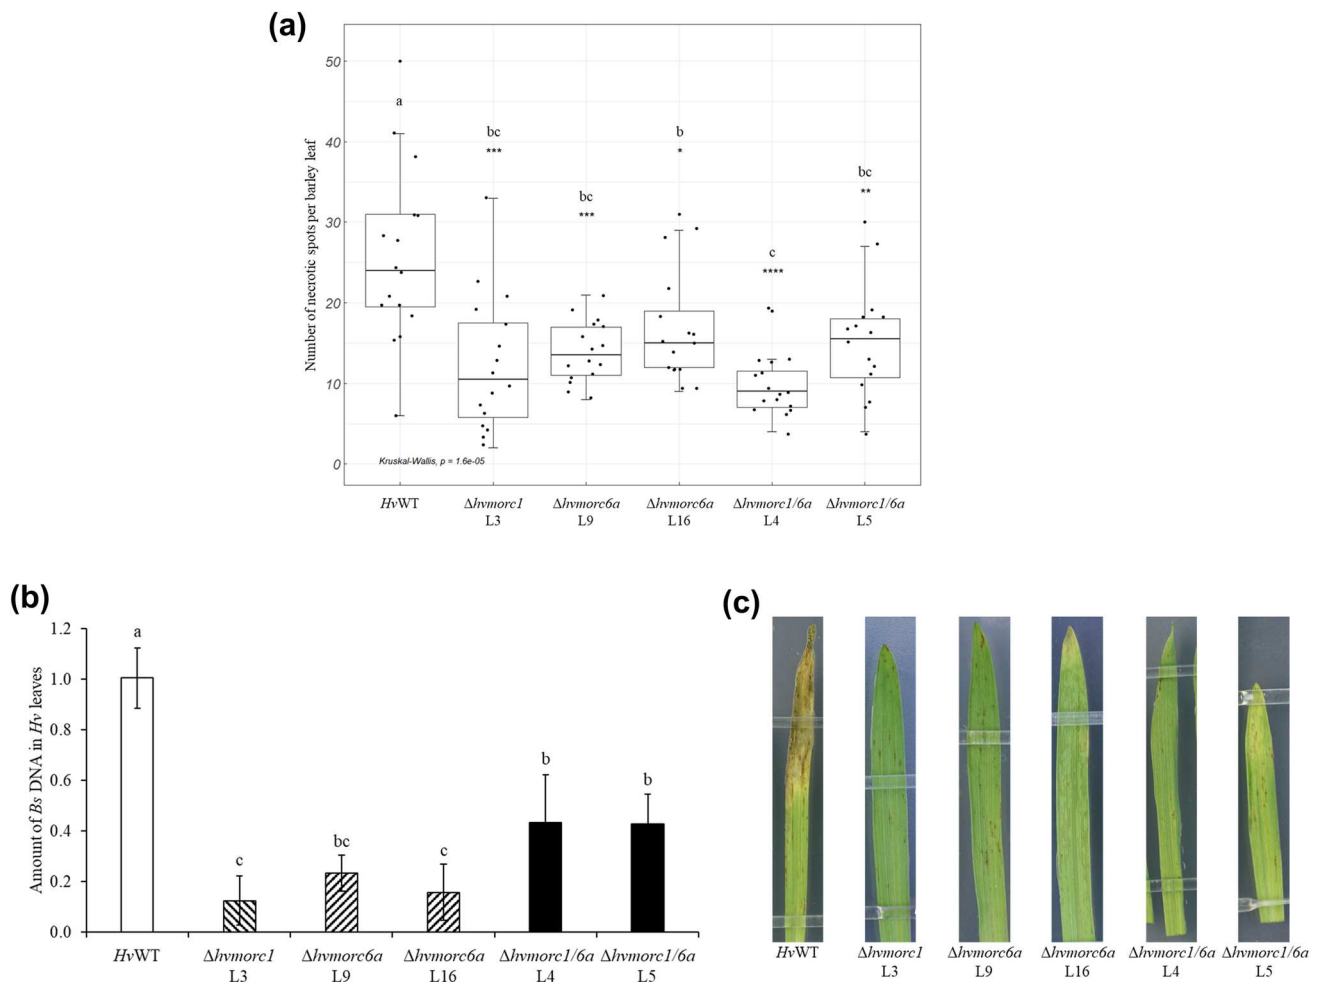 (a)
Number of necrotic spots per barley leaf
50
40
30
20
10
0
a
bc
***
bc
***
b
*
c
****
bc
**
Kruskal-Wallis, p = 1.6e-05
HvWT
Δhvmorc1
L3
Δhvmorc6a
L9
Δhvmorc6a
L16
Δhvmorc1/6a
L4
Δhvmorc1/6a
L5
(b)
Amount of Bs DNA in Hv leaves
1.2
1.0
0.8
0.6
0.4
0.2
0.0
a
c
bc
c
b
b
HvWT
Δhvmorc1
L3
Δhvmorc6a
L9
Δhvmorc6a
L16
Δhvmorc1/6a
L4
Δhvmorc1/6a
L5
(c)
HvWT
Δhvmorc1
L3
Δhvmorc6a
L9
Δhvmorc6a
L16
Δhvmorc1/6a
L4
Δhvmorc1/6a
L5